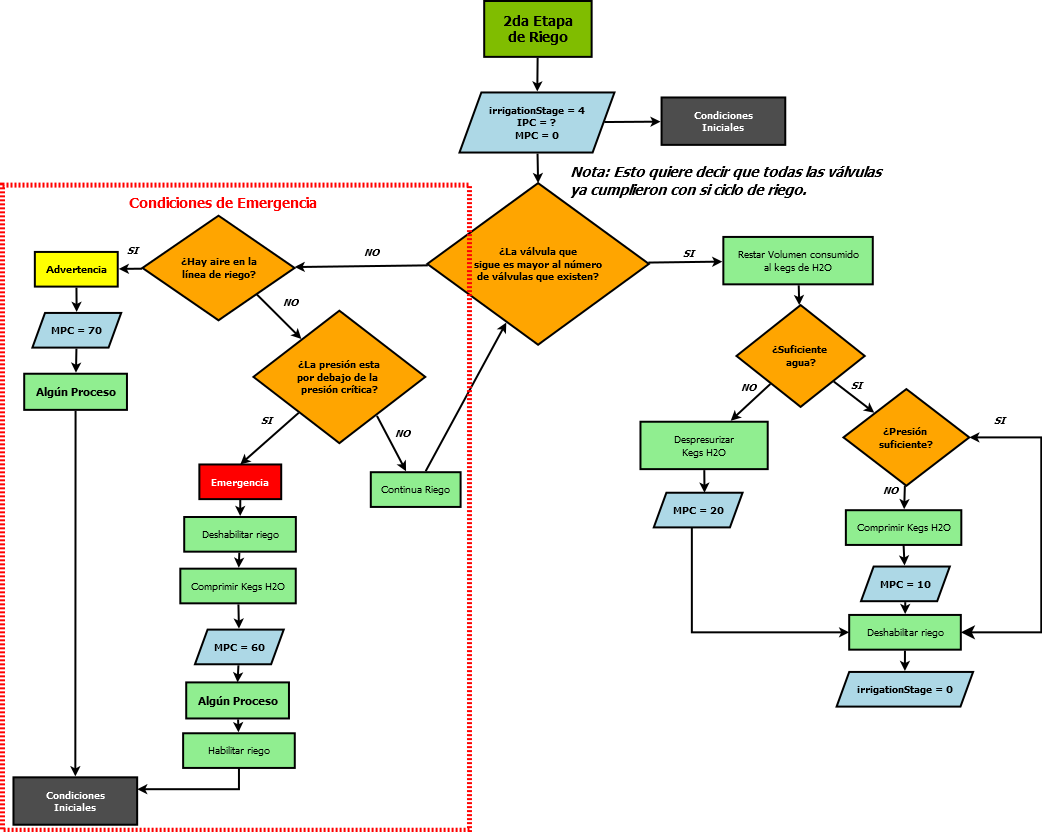 2da Etapa
de Riego
irrigationStage = 4
IPC = ?
MPC = 0
Condiciones
Iniciales
Nota: Esto quiere decir que todas las válvulas
ya cumplieron con si ciclo de riego.
Condiciones de Emergencia
¿La válvula que
sigue es mayor al número
de válvulas que existen?
NO
SI
¿Hay aire en la
línea de riego?
SI
Advertencia
MPC = 70
Algún Proceso
NO
¿La presión esta
por debajo de la
presión crítica?
SI
NO
Continua Riego
Emergencia
Deshabilitar riego
Comprimir Kegs H2O
MPC = 60
Algún Proceso
Habilitar riego
Condiciones
Iniciales
Restar Volumen consumido
al kegs de H2O
¿Suficiente
agua?
NO
SI
Despresurizar
Kegs H2O
MPC = 20
¿Presión
suficiente?
SI
NO
Comprimir Kegs H2O
MPC = 10
Deshabilitar riego
irrigationStage = 0